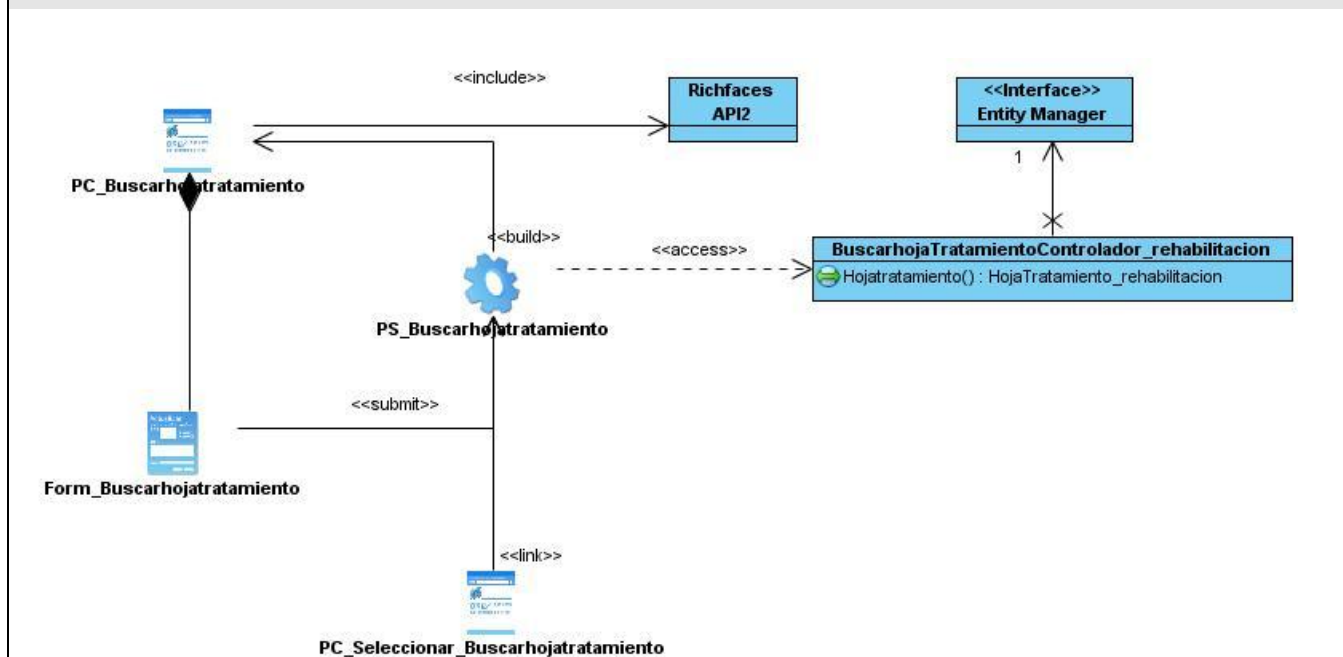 <<include>>
Richfaces
API2
<<Interface>>
Entity Manager
PC_Buscarhojatratamiento
1
<<build>>
<<access>>
BuscarhojaTratamientoControlador_rehabilitacion
Hojatratamiento() : HojaTratamiento_rehabilitacion
PS_Buscarhojatratamiento
<<submit>>
Form_Buscarhojatratamiento
<<link>>
PC_Seleccionar_Buscarhojatratamiento